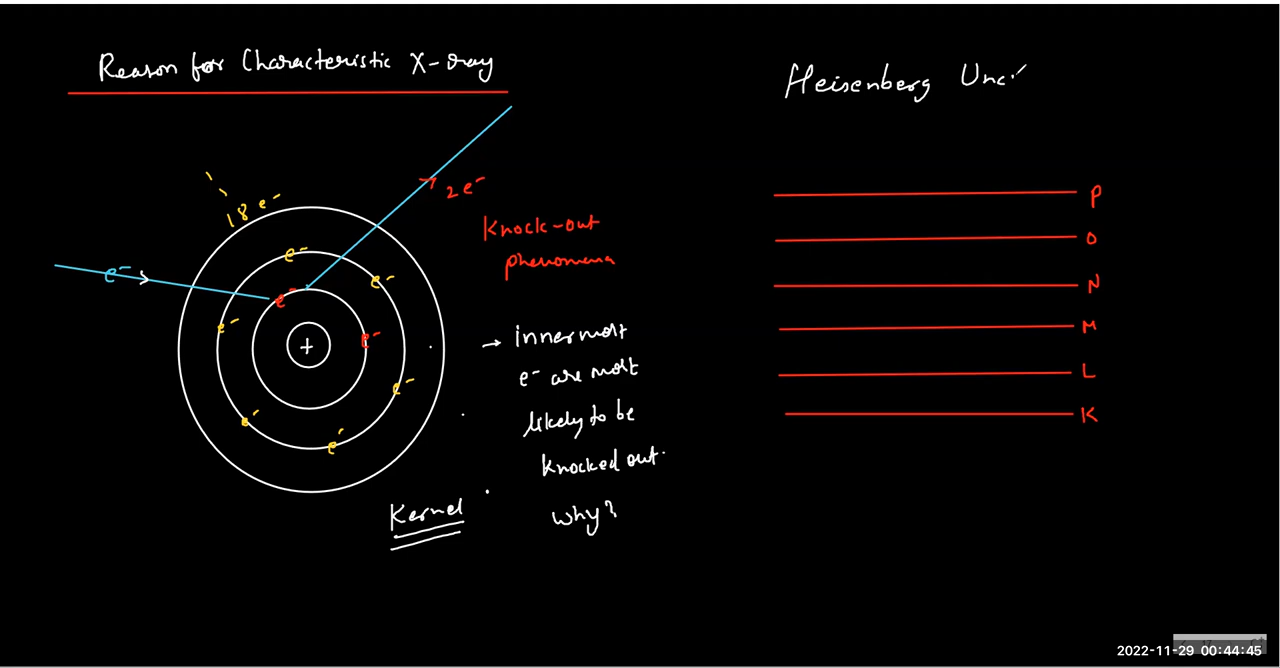 Reason for Characteristic X-ray
Heisenberg Unc.
18 e-
2e-
Knock-out
phenomena
e-
e-
e-
e-
e-
e-
e-
e-
e-
+
→ innermost
e- are most
likely to be
knocked out.
why?
Kernel
P
O
N
M
L
K
2022-11-29 00:44:45